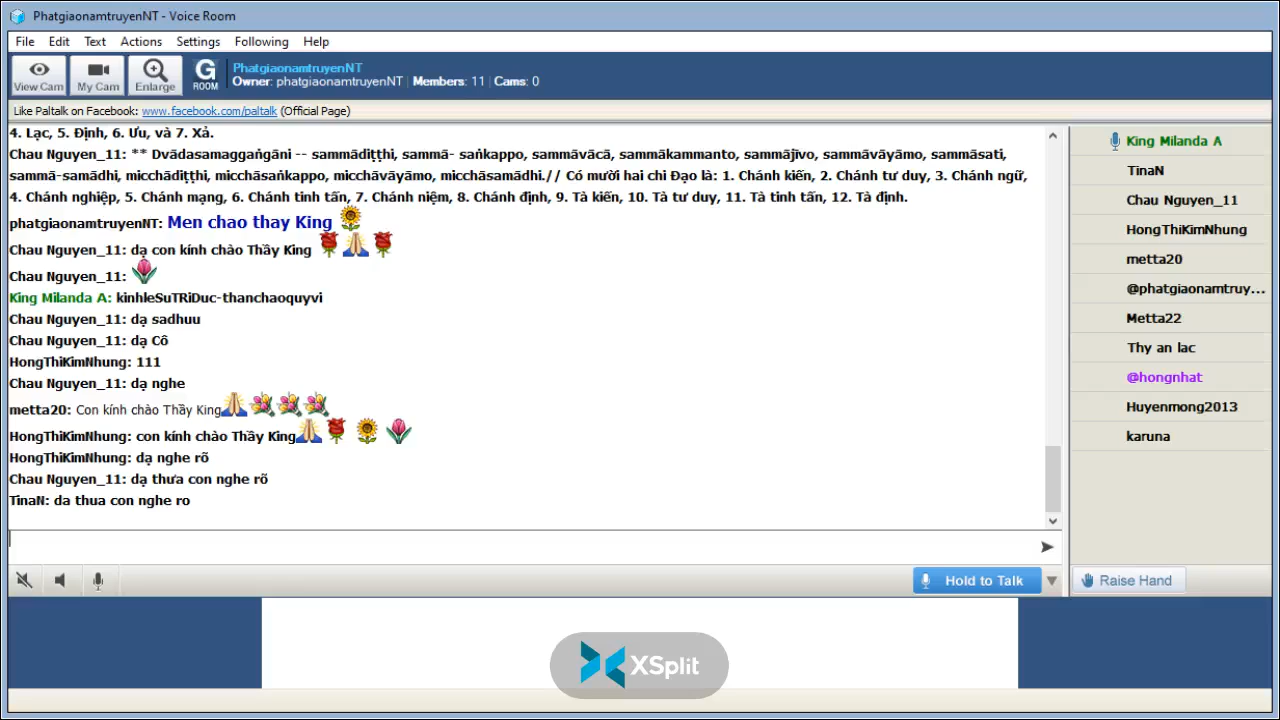 PhatgiaonamtruyenNT - Voice Room
File Edit Text Actions Settings Following Help
View Cam My Cam Enlarge G ROOM
PhatgiaonamtruyenNT
Owner: phatgiaonamtruyenNT Members: 11 Cams: 0
Like Paltalk on Facebook: www.facebook.com/paltalk (Official Page)
4. Lạc, 5. Định, 6. Ưu, và 7. Xả.
Chau Nguyen_11: ** Dvādasamaggaṅgāni -- sammādiṭṭhi, sammā- saṅkappo, sammāvācā, sammākammanto, sammājīvo, sammāvāyāmo, sammāsati,
sammā-samādhi, micchādiṭṭhi, micchāsaṅkappo, micchāvāyāmo, micchāsamādhi.// Có mười hai chi Đạo là: 1. Chánh kiến, 2. Chánh tư duy, 3. Chánh ngữ,
4. Chánh nghiệp, 5. Chánh mạng, 6. Chánh tinh tấn, 7. Chánh niệm, 8. Chánh định, 9. Tà kiến, 10. Tà tư duy, 11. Tà tinh tấn, 12. Tà định.
phatgiaonamtruyenNT: Men chao thay King
Chau Nguyen_11: dạ con kính chào Thầy King
Chau Nguyen_11:
King Milanda A: kinhleSuTRiDuc-thanchaoquyvi
Chau Nguyen_11: dạ sadhuu
Chau Nguyen_11: dạ Cô
HongThiKimNhung: 111
Chau Nguyen_11: dạ nghe
metta20: Con kính chào Thầy King
HongThiKimNhung: con kính chào Thầy King
HongThiKimNhung: dạ nghe rõ
Chau Nguyen_11: dạ thưa con nghe rõ
TinaN: da thua con nghe ro
King Milanda A
TinaN
Chau Nguyen_11
HongThiKimNhung
metta20
@phatgiaonamtruy...
Metta22
Thy an lac
@hongnhat
Huyenmong2013
karuna
Hold to Talk
Raise Hand
XSplit